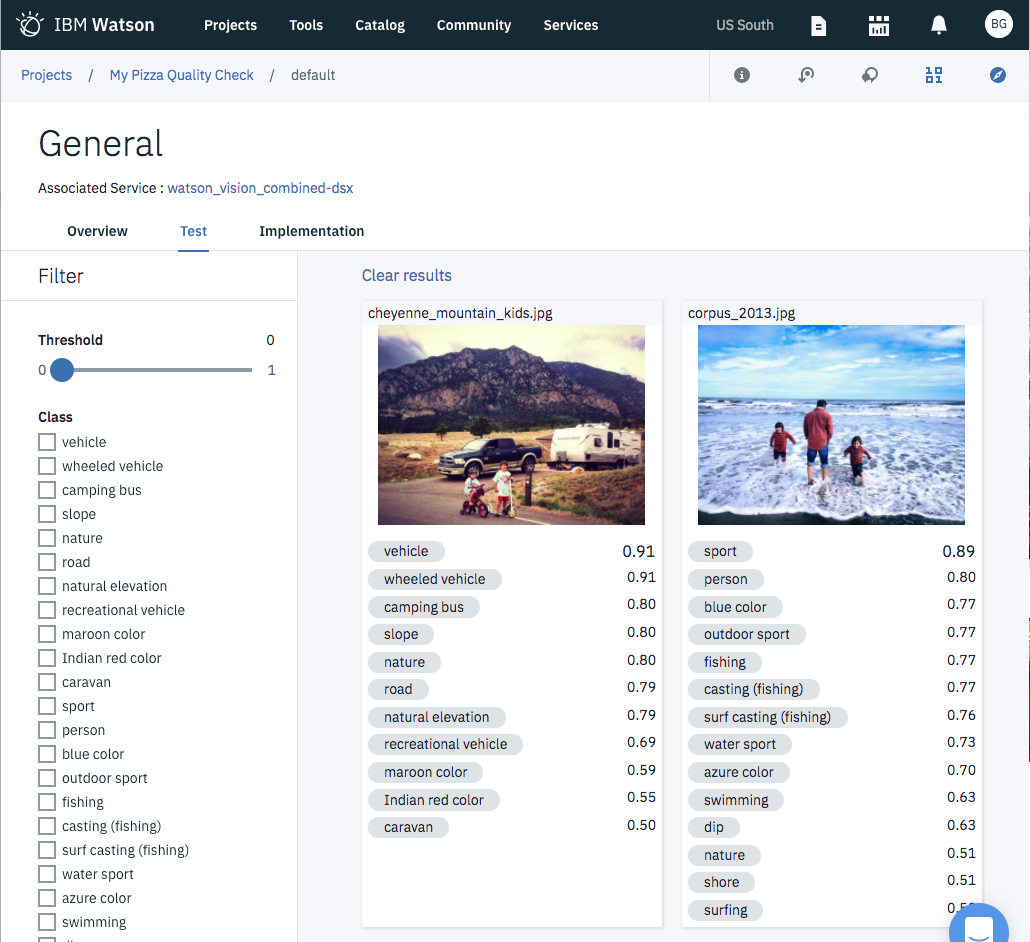 IBM Watson Projects Tools Catalog Community Services US South BG
Projects / My Pizza Quality Check / default
General
Associated Service : watson_vision_combined-dsx
Overview Test Implementation
Filter
Threshold 0
0 1
Class
vehicle
wheeled vehicle
camping bus
slope
nature
road
natural elevation
recreational vehicle
maroon color
Indian red color
caravan
sport
person
blue color
outdoor sport
fishing
casting (fishing)
surf casting (fishing)
water sport
azure color
swimming
Clear results
cheyenne_mountain_kids.jpg
vehicle 0.91
wheeled vehicle 0.91
camping bus 0.80
slope 0.80
nature 0.80
road 0.79
natural elevation 0.79
recreational vehicle 0.69
maroon color 0.59
Indian red color 0.55
caravan 0.50
corpus_2013.jpg
sport 0.89
person 0.80
blue color 0.77
outdoor sport 0.77
fishing 0.77
casting (fishing) 0.77
surf casting (fishing) 0.76
water sport 0.73
azure color 0.70
swimming 0.63
dip 0.63
nature 0.51
shore 0.51
surfing